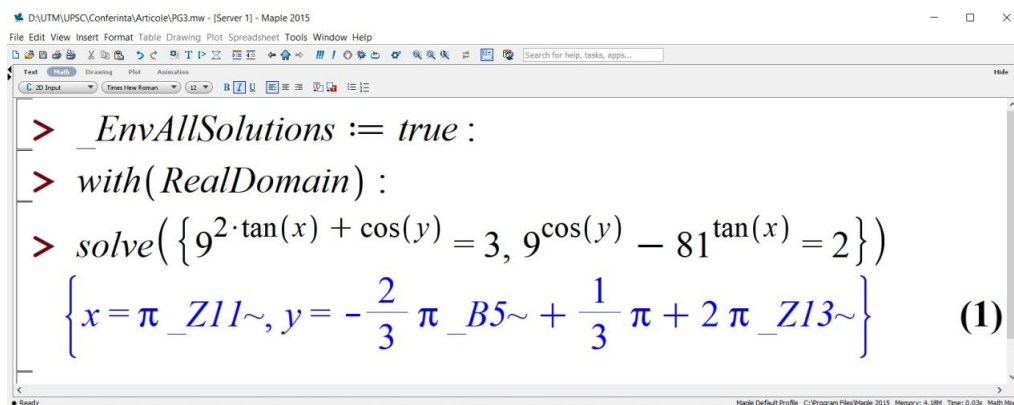 D:\UTM\UPSC\Conferinta\Articole\PG3.mw - [Server 1] - Maple 2015
File Edit View Insert Format Table Drawing Plot Spreadsheet Tools Window Help
Search for help, tasks, apps...
Text Math Drawing Plot Animation Hide
C 2D Input Times New Roman 12 B I U
> _EnvAllSolutions := true :
> with(RealDomain) :
> solve({9^{2·tan(x) + cos(y)} = 3, 9^{cos(y)} − 81^{tan(x)} = 2})
{x = π _Z11~, y = −2/3 π _B5~ + 1/3 π + 2 π _Z13~} (1)
Ready Maple Default Profile C:\Program Files\Maple 2015 Memory: 4.18M Time: 0.03s Math Mod